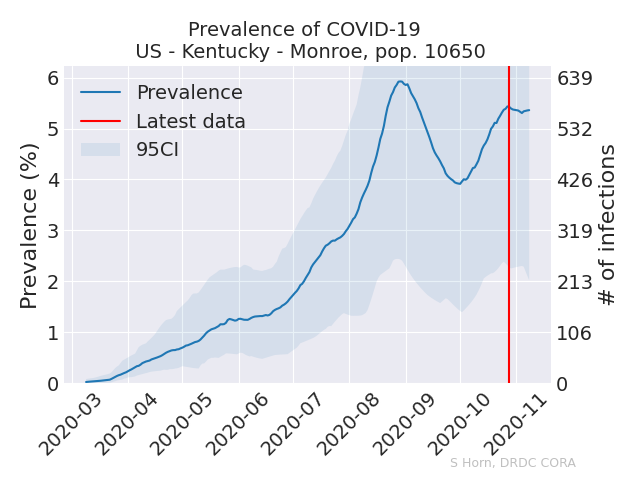 Prevalence of COVID-19
US - Kentucky - Monroe, pop. 10650
Prevalence
Latest data
95CI
Prevalence (%)
6
5
4
3
2
1
0
639
532
426
319
213
106
0
# of infections
2020-03
2020-04
2020-05
2020-06
2020-07
2020-08
2020-09
2020-10
2020-11
S Horn, DRDC CORA